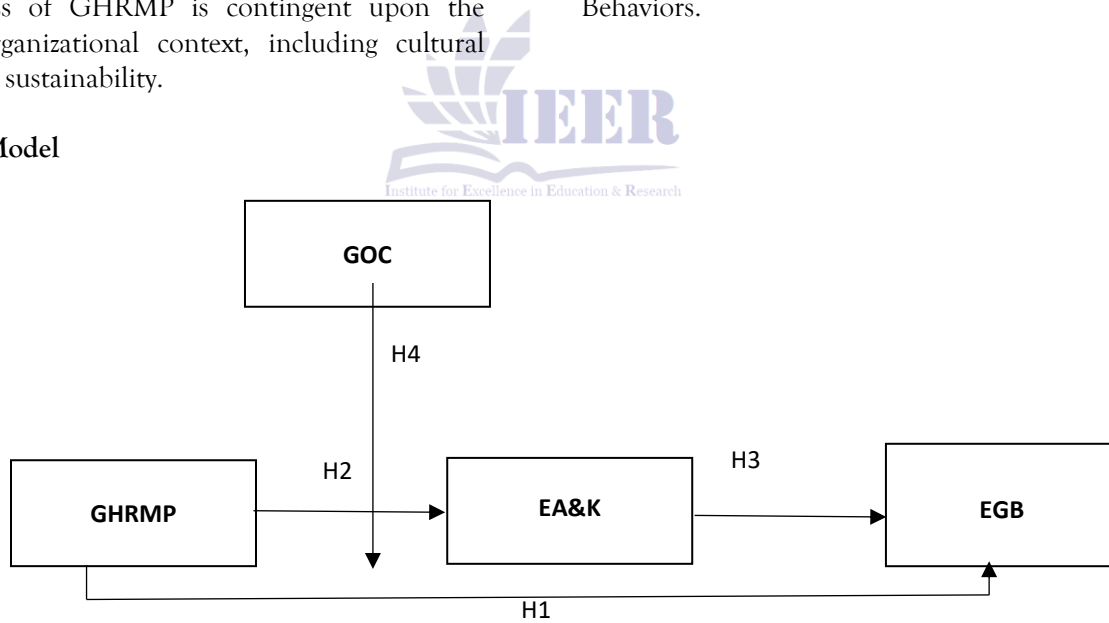 ss of GHRMP is contingent upon the
rganizational context, including cultural
sustainability.
Behaviors.
IEER
Institute for Excellence in Education & Research
Model
GOC
H4
H2
H3
GHRMP
EA&K
EGB
H1